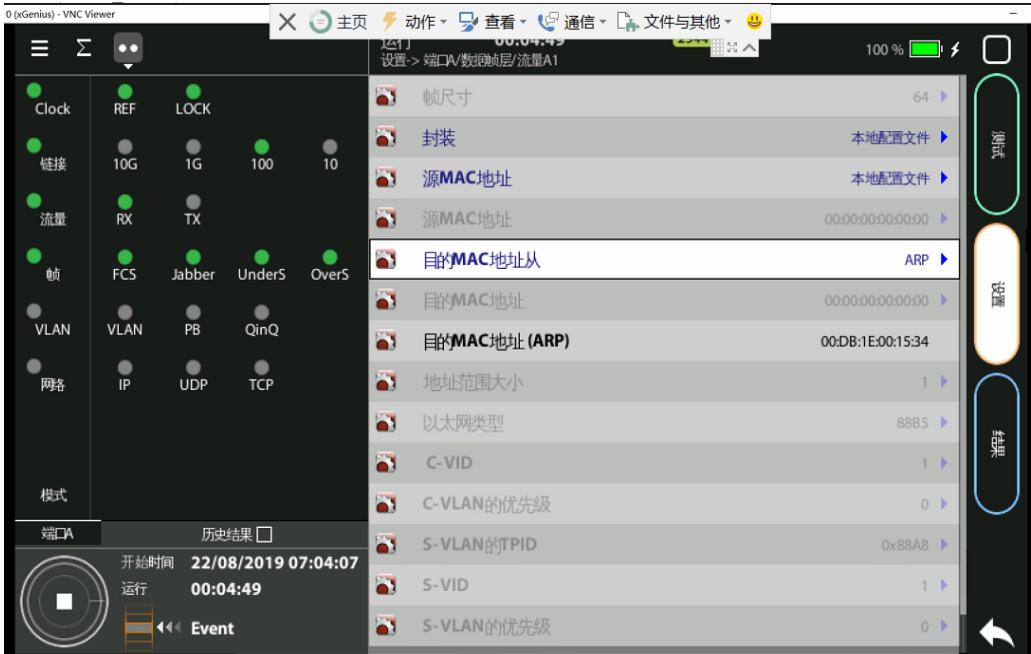 0 (xGenius) - VNC Viewer
主页 动作 查看 通信 文件与其他
Σ
运行 00:04:49
设置-> 端口A/数据帧层/流量A1
100 %
Clock REF LOCK
链接 10G 1G 100 10
流量 RX TX
帧 FCS Jabber UnderS OverS
VLAN VLAN PB QinQ
网络 IP UDP TCP
模式
端口A 历史结果
开始时间 22/08/2019 07:04:07
运行 00:04:49
Event
帧尺寸 64
封装 本地配置文件
源MAC地址 本地配置文件
源MAC地址 00:00:00:00:00:00
目的MAC地址从 ARP
目的MAC地址 00:00:00:00:00:00
目的MAC地址 (ARP) 00:DB:1E:00:15:34
地址范围大小 1
以太网类型 88B5
C-VID 1
C-VLAN的优先级 0
S-VLAN的TPID 0x88A8
S-VID 1
S-VLAN的优先级 0
测试
设置
结果